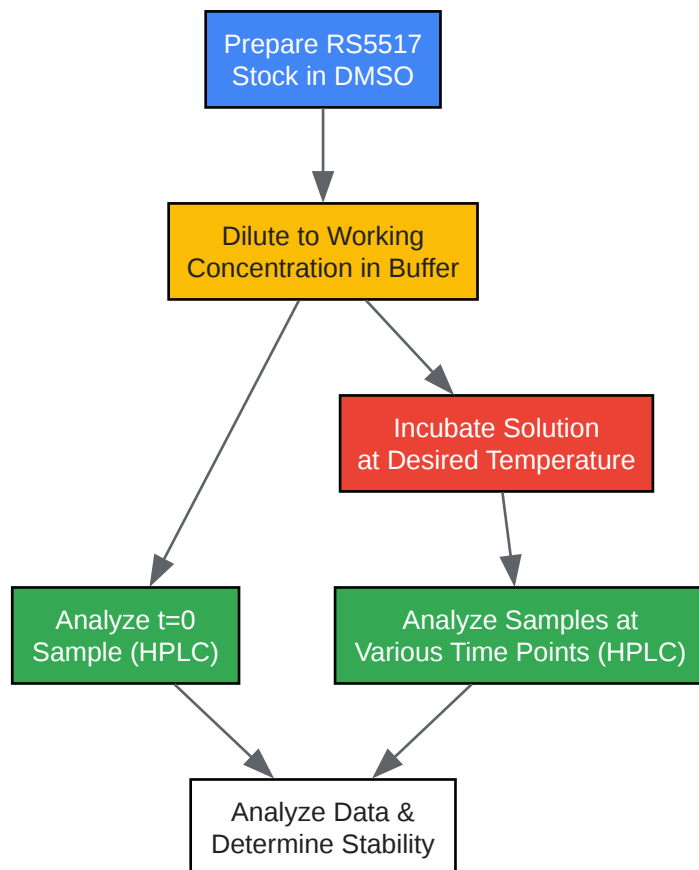 Prepare RS5517
Stock in DMSO
Dilute to Working
Concentration in Buffer
Incubate Solution
at Desired Temperature
Analyze t=0
Sample (HPLC)
Analyze Samples at
Various Time Points (HPLC)
Analyze Data &
Determine Stability